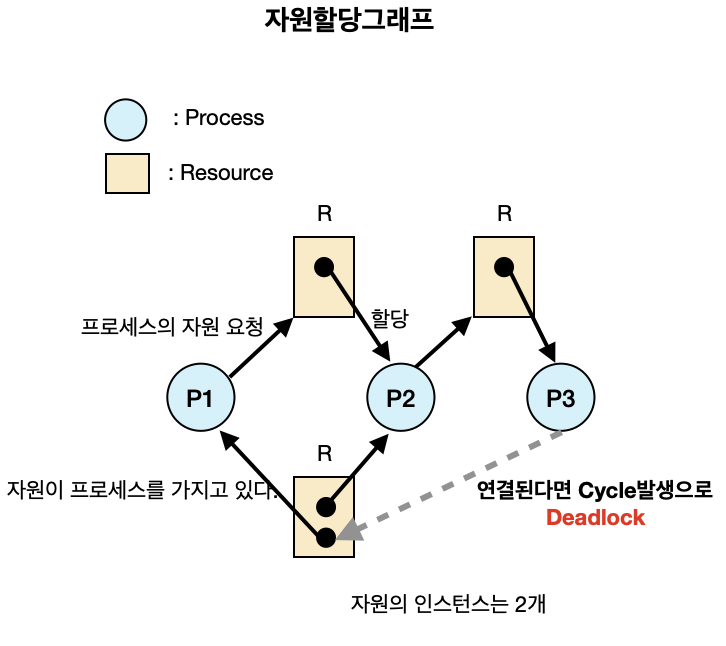 자원할당그래프
: Process
: Resource
R
R
프로세스의 자원 요청
할당
P1
P2
P3
R
자원이 프로세스를 가지고 있다.
연결된다면 Cycle발생으로
Deadlock
자원의 인스턴스는 2개